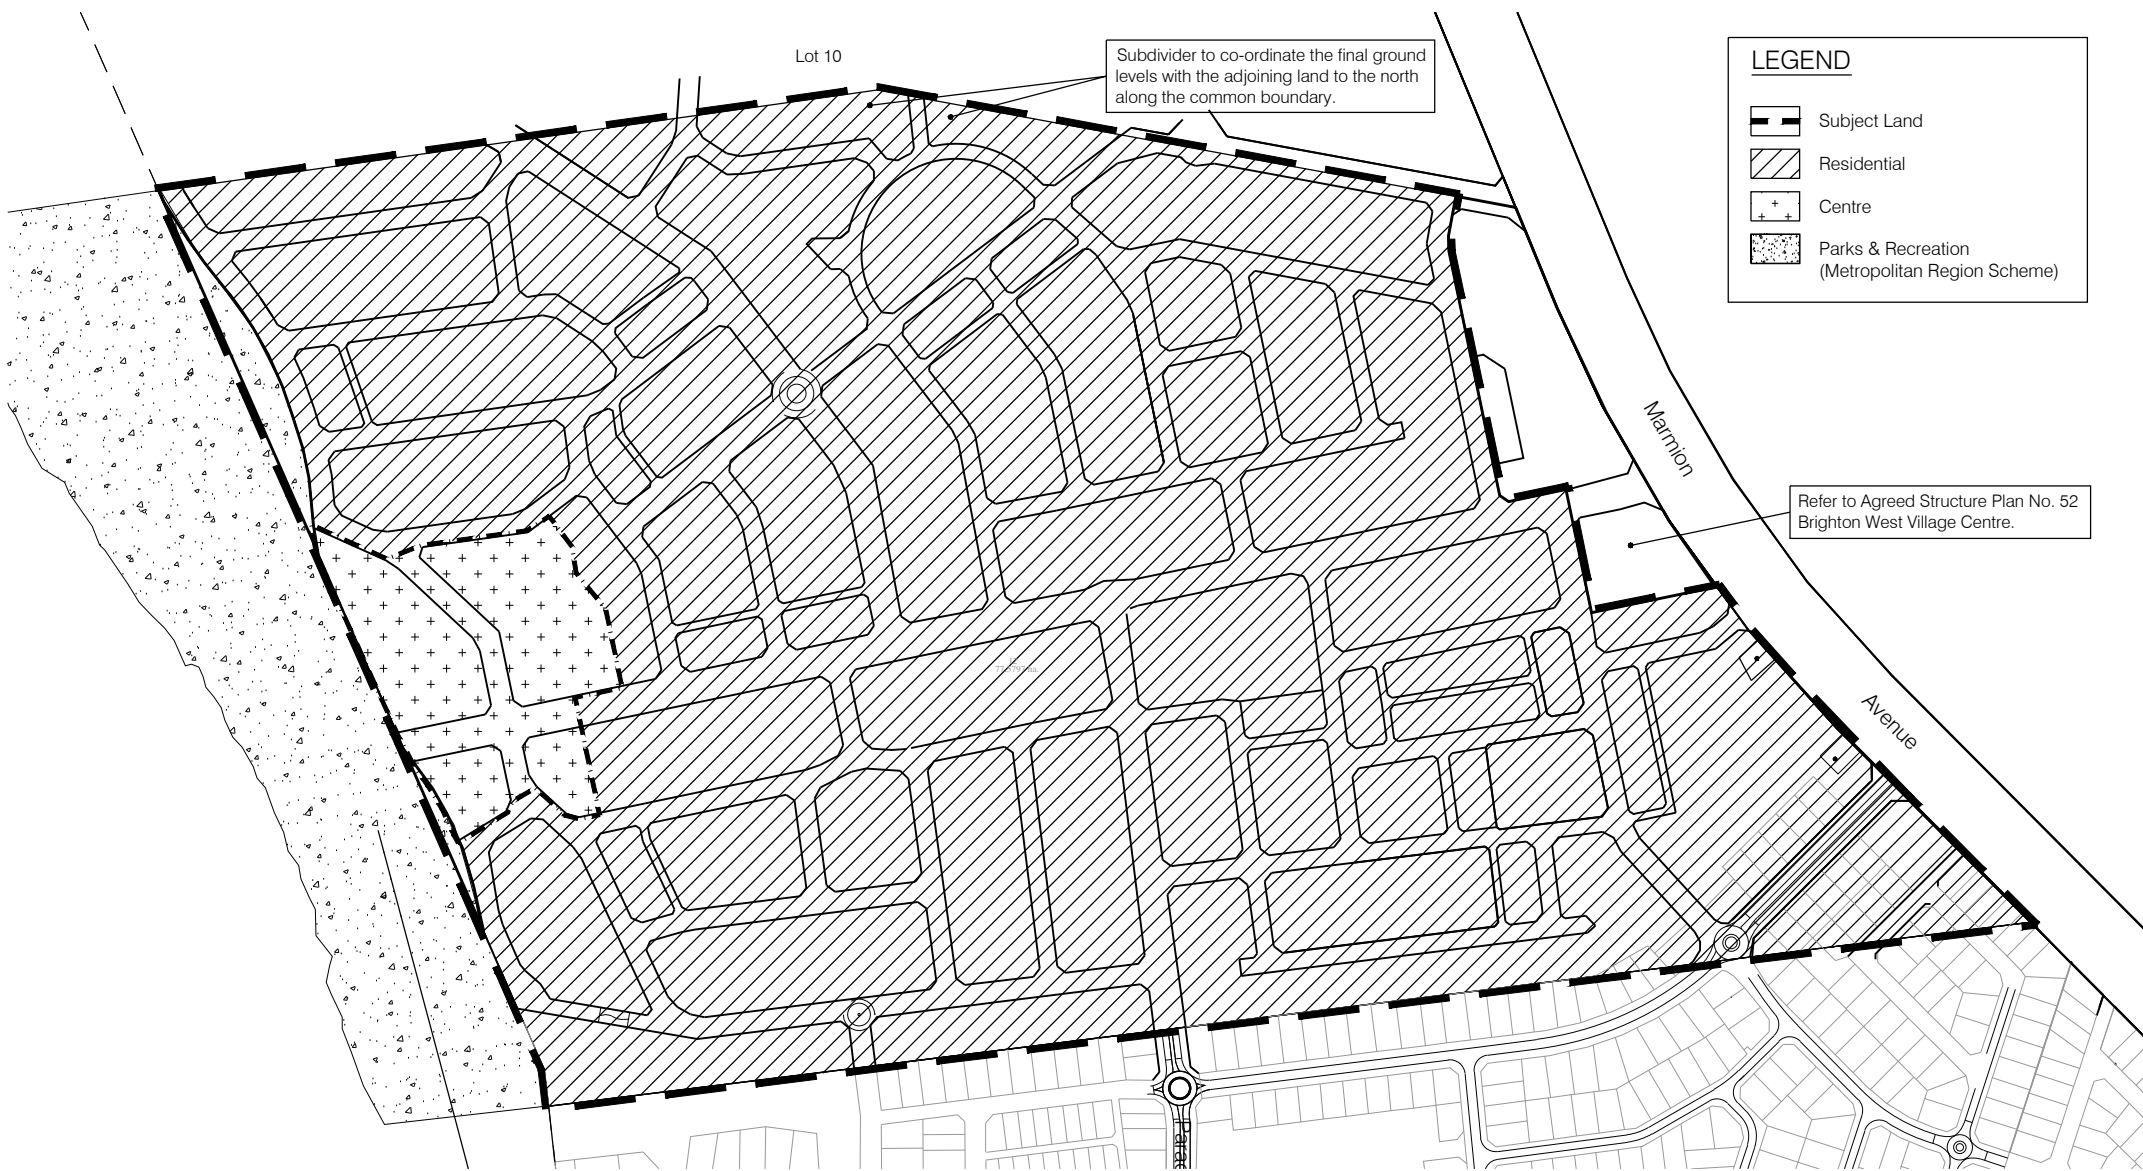 Lot 10
Subdivider to co-ordinate the final ground
levels with the adjoining land to the north
along the common boundary.
LEGEND
Subject Land
Residential
Centre
Parks & Recreation
(Metropolitan Region Scheme)
Marmion
Refer to Agreed Structure Plan No. 52
Brighton West Village Centre.
Avenue